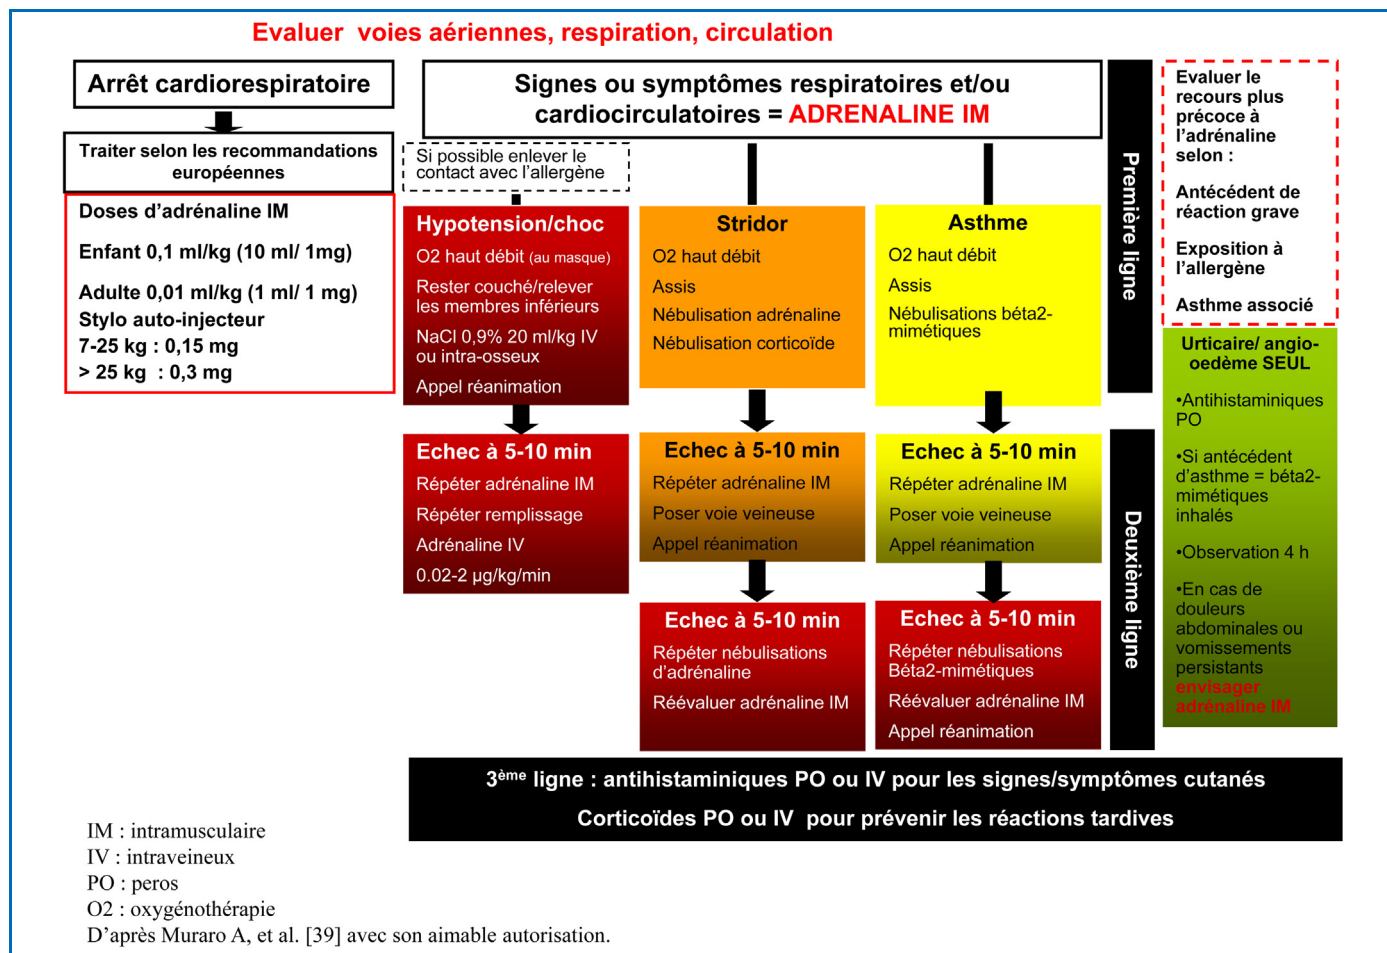 Evaluer voies aériennes, respiration, circulation
Arrêt cardiorespiratoire
Traiter selon les recommandations
européennes
Doses d’adrénaline IM
Enfant 0,1 ml/kg (10 ml/ 1mg)
Adulte 0,01 ml/kg (1 ml/ 1 mg)
Stylo auto-injecteur
7-25 kg : 0,15 mg
> 25 kg : 0,3 mg
Signes ou symptômes respiratoires et/ou
cardiocirculatoires = ADRENALINE IM
Si possible enlever le
contact avec l’allergène
Hypotension/choc
O2 haut débit (au masque)
Rester couché/relever
les membres inférieurs
NaCl 0,9% 20 ml/kg IV
ou intra-osseux
Appel réanimation
Stridor
O2 haut débit
Assis
Nébulisation adrénaline
Nébulisation corticoïde
Asthme
O2 haut débit
Assis
Nébulisations béta2-
mimétiques
Première ligne
Echec à 5-10 min
Répéter adrénaline IM
Répéter remplissage
Adrénaline IV
0.02-2 µg/kg/min
Echec à 5-10 min
Répéter adrénaline IM
Poser voie veineuse
Appel réanimation
Echec à 5-10 min
Répéter adrénaline IM
Poser voie veineuse
Appel réanimation
Echec à 5-10 min
Répéter nébulisations
d’adrénaline
Réévaluer adrénaline IM
Echec à 5-10 min
Répéter nébulisations
Béta2-mimétiques
Réévaluer adrénaline IM
Appel réanimation
Deuxième ligne
Evaluer le
recours plus
précoce à
l’adrénaline
selon :
Antécédent de
réaction grave
Exposition à
l’allergène
Asthme associé
Urticaire/ angio-
oedème SEUL
•Antihistaminiques
PO
•Si antécédent
d’asthme = béta2-
mimétiques
inhalés
•Observation 4 h
•En cas de
douleurs
abdominales ou
vomissements
persistants
envisager
adrénaline IM
3ème ligne : antihistaminiques PO ou IV pour les signes/symptômes cutanés
Corticoïdes PO ou IV pour prévenir les réactions tardives
IM : intramusculaire
IV : intraveineux
PO : peros
O2 : oxygénothérapie
D’après Muraro A, et al. [39] avec son aimable autorisation.